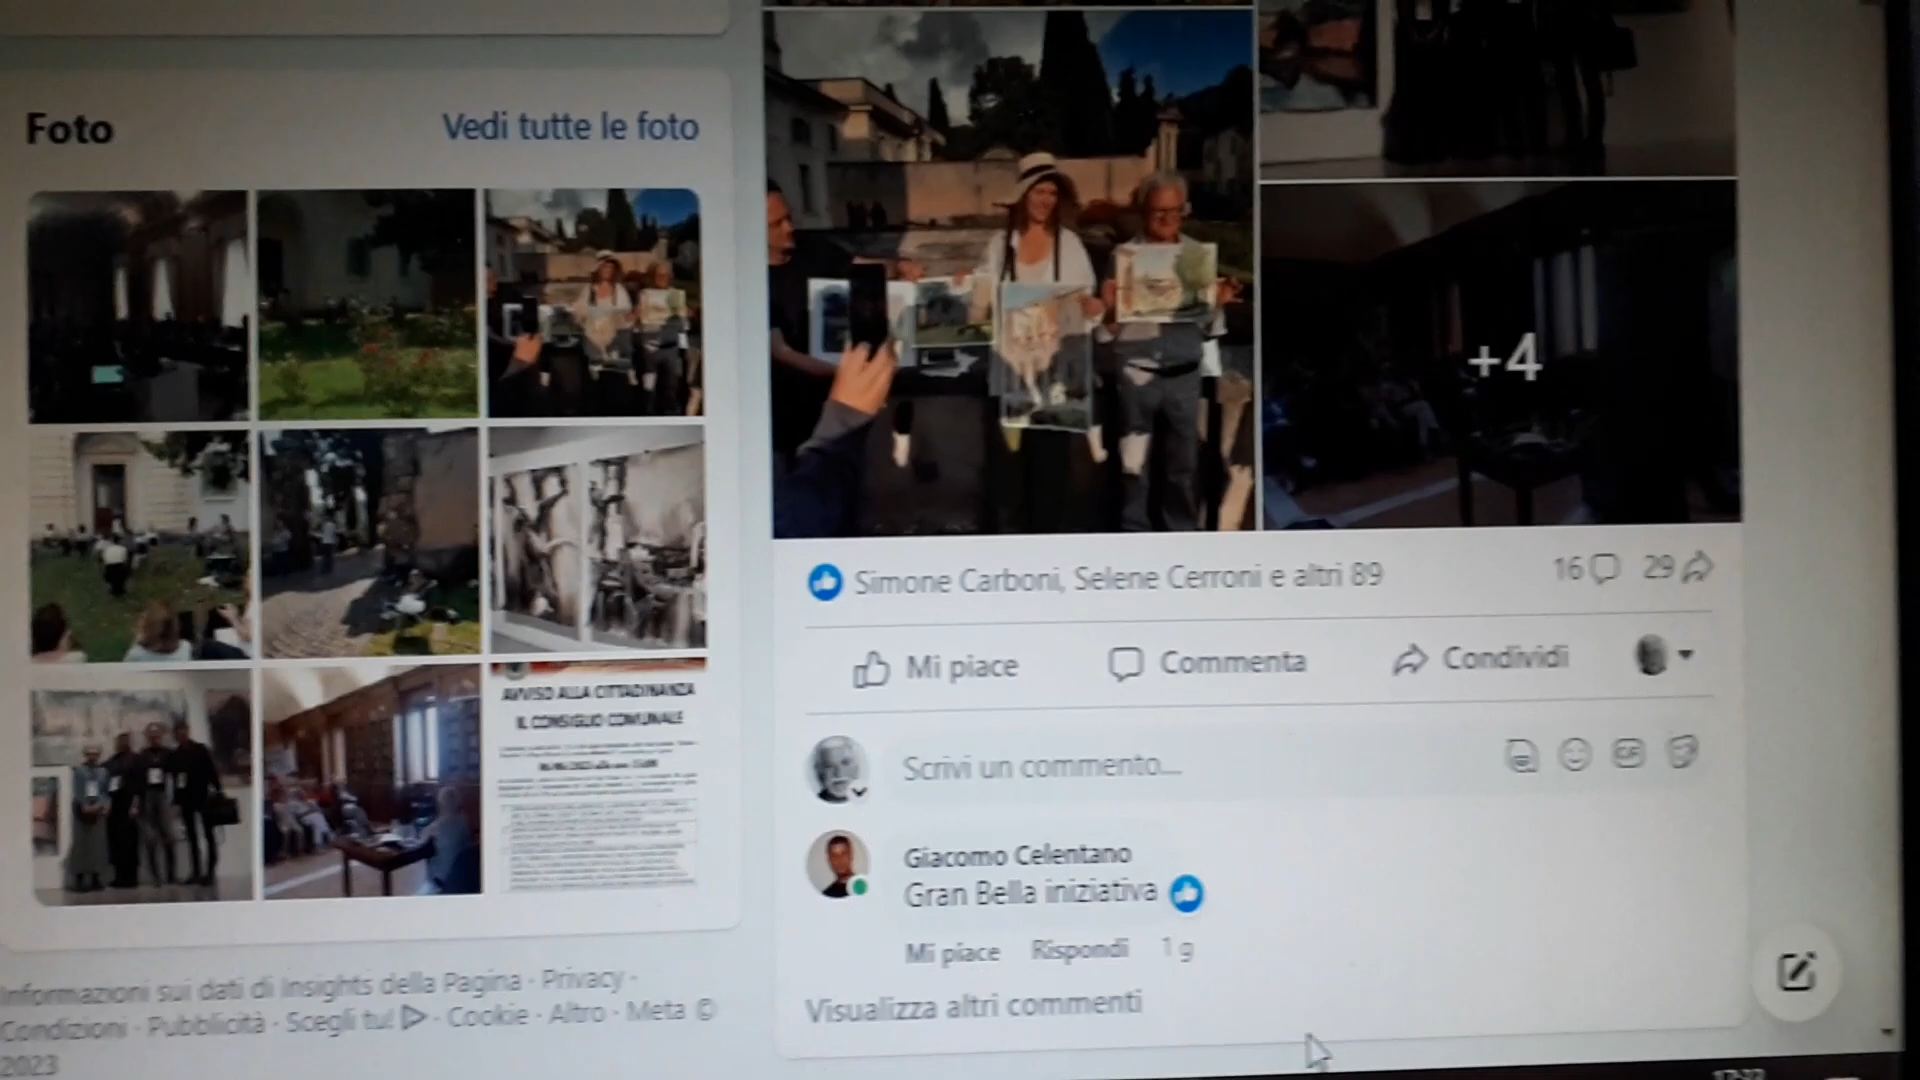 Foto
Vedi tutte le foto
AVVISO ALLA CITTADINANZA
IL CONSIGLIO COMUNALE
+4
Simone Carboni, Selene Cerroni e altri 89
16
29
Mi piace
Commenta
Condividi
Scrivi un commento...
GIF
Giacomo Celentano
Gran Bella iniziativa
Mi piace Rispondi 1 g
Visualizza altri commenti
Informazioni sui dati di Insights della Pagina · Privacy ·
Condizioni · Pubblicità · Scegli tu! · Cookie · Altro · Meta ©
2023